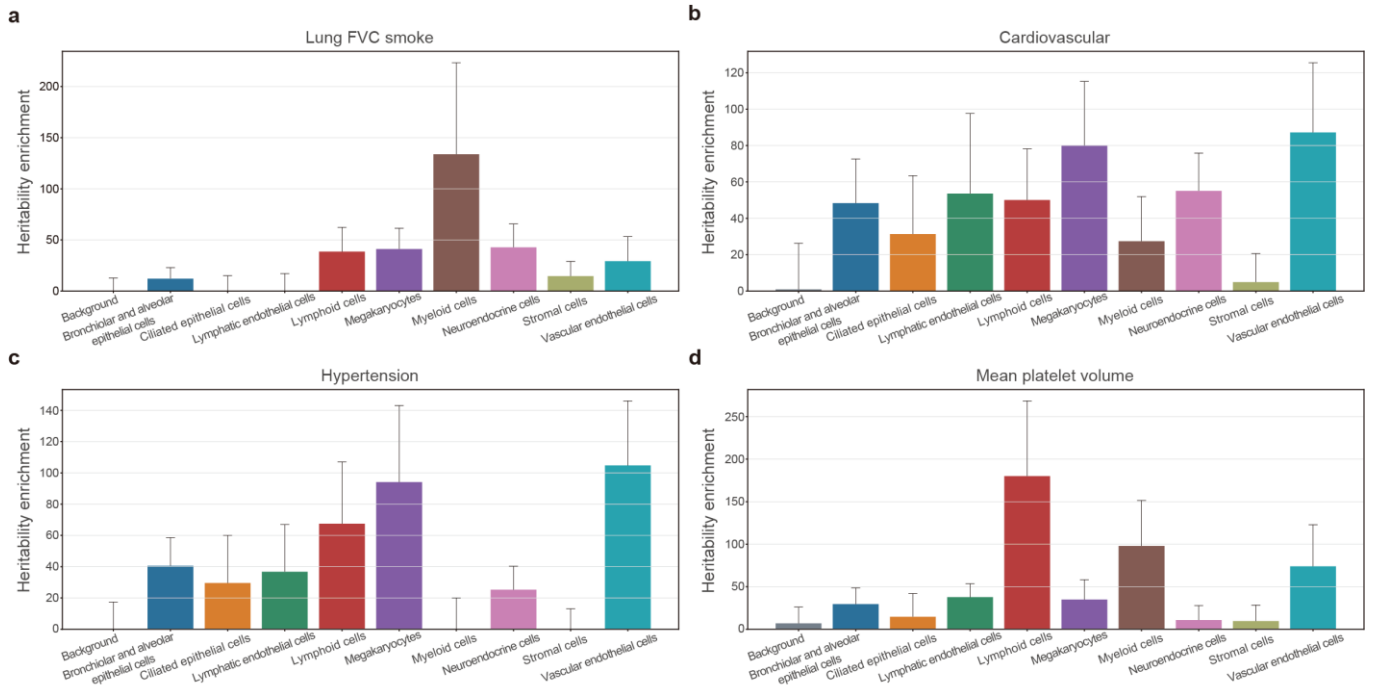 a
Lung FVC smoke
Heritability enrichment
200
150
100
50
0
Background
Bronchiolar and alveolar
epithelial cells
Ciliated epithelial cells
Lymphatic endothelial cells
Lymphoid cells
Megakaryocytes
Myeloid cells
Neuroendocrine cells
Stromal cells
Vascular endothelial cells
b
Cardiovascular
Heritability enrichment
120
100
80
60
40
20
0
Background
Bronchiolar and alveolar
epithelial cells
Ciliated epithelial cells
Lymphatic endothelial cells
Lymphoid cells
Megakaryocytes
Myeloid cells
Neuroendocrine cells
Stromal cells
Vascular endothelial cells
c
Hypertension
Heritability enrichment
140
120
100
80
60
40
20
0
Background
Bronchiolar and alveolar
epithelial cells
Ciliated epithelial cells
Lymphatic endothelial cells
Lymphoid cells
Megakaryocytes
Myeloid cells
Neuroendocrine cells
Stromal cells
Vascular endothelial cells
d
Mean platelet volume
Heritability enrichment
250
200
150
100
50
0
Background
Bronchiolar and alveolar
epithelial cells
Ciliated epithelial cells
Lymphatic endothelial cells
Lymphoid cells
Megakaryocytes
Myeloid cells
Neuroendocrine cells
Stromal cells
Vascular endothelial cells